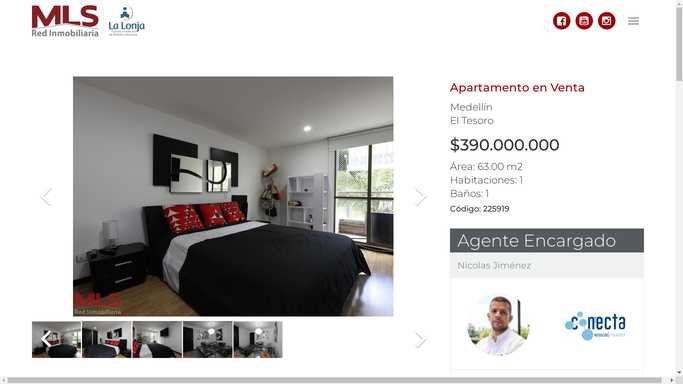 MLS
Red Inmobiliaria
La Lonja
Apartamento en Venta
Medellín
El Tesoro
$390.000.000
Área: 63.00 m2
Habitaciones: 1
Baños: 1
Código: 225919
MLS
Red Inmobiliaria
Agente Encargado
Nicolas Jiménez
conecta